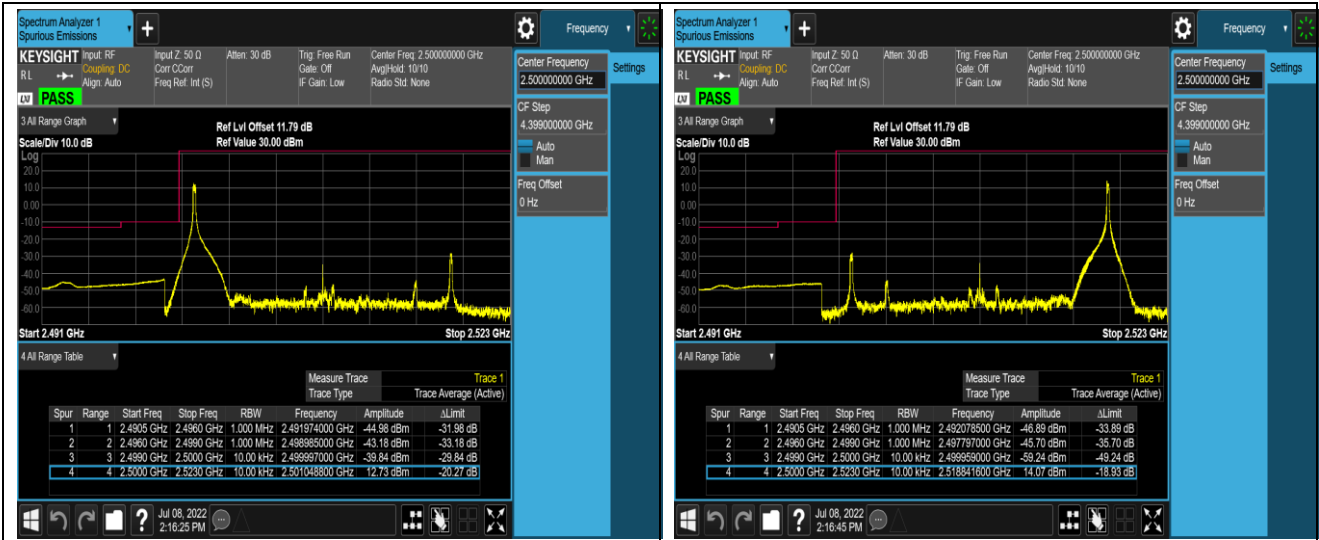 Spectrum Analyzer 1
Spurious Emissions
+
Frequency
KEYSIGHT Input: RF Input Z: 50 Ω Atten: 30 dB Trig: Free Run Center Freq: 2.500000000 GHz
Coupling: DC Corr CCorr Gate: Off Avg|Hold: 10/10
RL Align: Auto Freq Ref: Int (S) IF Gain: Low Radio Std: None
LXI PASS
Center Frequency
2.500000000 GHz
Settings
CF Step
4.399000000 GHz
Auto
Man
Freq Offset
0 Hz
3 All Range Graph
Ref Lvl Offset 11.79 dB
Scale/Div 10.0 dB Ref Value 30.00 dBm
Log
20.0
10.0
0.00
-10.0
-20.0
-30.0
-40.0
-50.0
-60.0
Start 2.491 GHz Stop 2.523 GHz
4 All Range Table
Measure Trace Trace 1
Trace Type Trace Average (Active)
Spur Range Start Freq Stop Freq RBW Frequency Amplitude ΔLimit
1 1 2.4905 GHz 2.4960 GHz 1.000 MHz 2.491974000 GHz -44.98 dBm -31.98 dB
2 2 2.4960 GHz 2.4990 GHz 1.000 MHz 2.498985000 GHz -43.18 dBm -33.18 dB
3 3 2.4990 GHz 2.5000 GHz 10.00 kHz 2.499997000 GHz -39.84 dBm -29.84 dB
4 4 2.5000 GHz 2.5230 GHz 10.00 kHz 2.501048800 GHz 12.73 dBm -20.27 dB
? Jul 08, 2022
2:16:25 PM
Spectrum Analyzer 1
Spurious Emissions
+
Frequency
KEYSIGHT Input: RF Input Z: 50 Ω Atten: 30 dB Trig: Free Run Center Freq: 2.500000000 GHz
Coupling: DC Corr CCorr Gate: Off Avg|Hold: 10/10
RL Align: Auto Freq Ref: Int (S) IF Gain: Low Radio Std: None
LXI PASS
Center Frequency
2.500000000 GHz
Settings
CF Step
4.399000000 GHz
Auto
Man
Freq Offset
0 Hz
3 All Range Graph
Ref Lvl Offset 11.79 dB
Scale/Div 10.0 dB Ref Value 30.00 dBm
Log
20.0
10.0
0.00
-10.0
-20.0
-30.0
-40.0
-50.0
-60.0
Start 2.491 GHz Stop 2.523 GHz
4 All Range Table
Measure Trace Trace 1
Trace Type Trace Average (Active)
Spur Range Start Freq Stop Freq RBW Frequency Amplitude ΔLimit
1 1 2.4905 GHz 2.4960 GHz 1.000 MHz 2.492078500 GHz -46.89 dBm -33.89 dB
2 2 2.4960 GHz 2.4990 GHz 1.000 MHz 2.497797000 GHz -45.70 dBm -35.70 dB
3 3 2.4990 GHz 2.5000 GHz 10.00 kHz 2.499959000 GHz -59.24 dBm -49.24 dB
4 4 2.5000 GHz 2.5230 GHz 10.00 kHz 2.518841600 GHz 14.07 dBm -18.93 dB
? Jul 08, 2022
2:16:45 PM